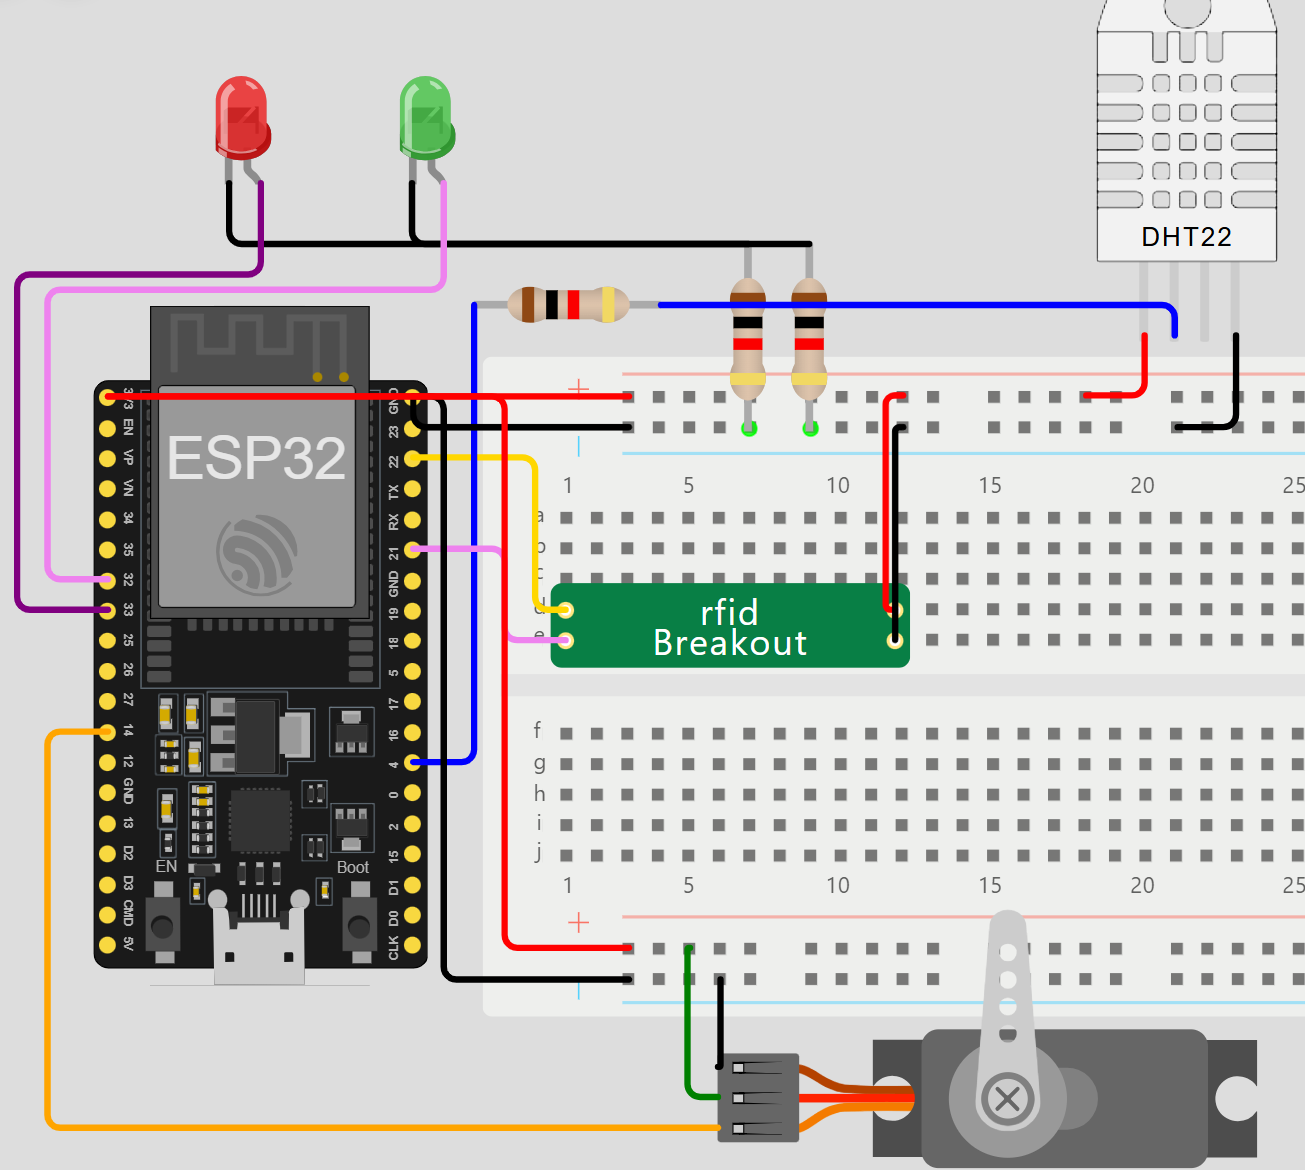 DHT22
ESP32
3V3
EN
VP
VN
34
35
32
33
25
26
27
14
12
GND
13
D2
D3
CMD
5V
GND
23
22
TX
RX
21
GND
19
18
5
17
16
4
0
2
15
D1
D0
CLK
EN
Boot
+
1 5 10 15 20 25
a
b
c
d
e
rfid
Breakout
f
g
h
i
j
1 5 10 15 20 25
+